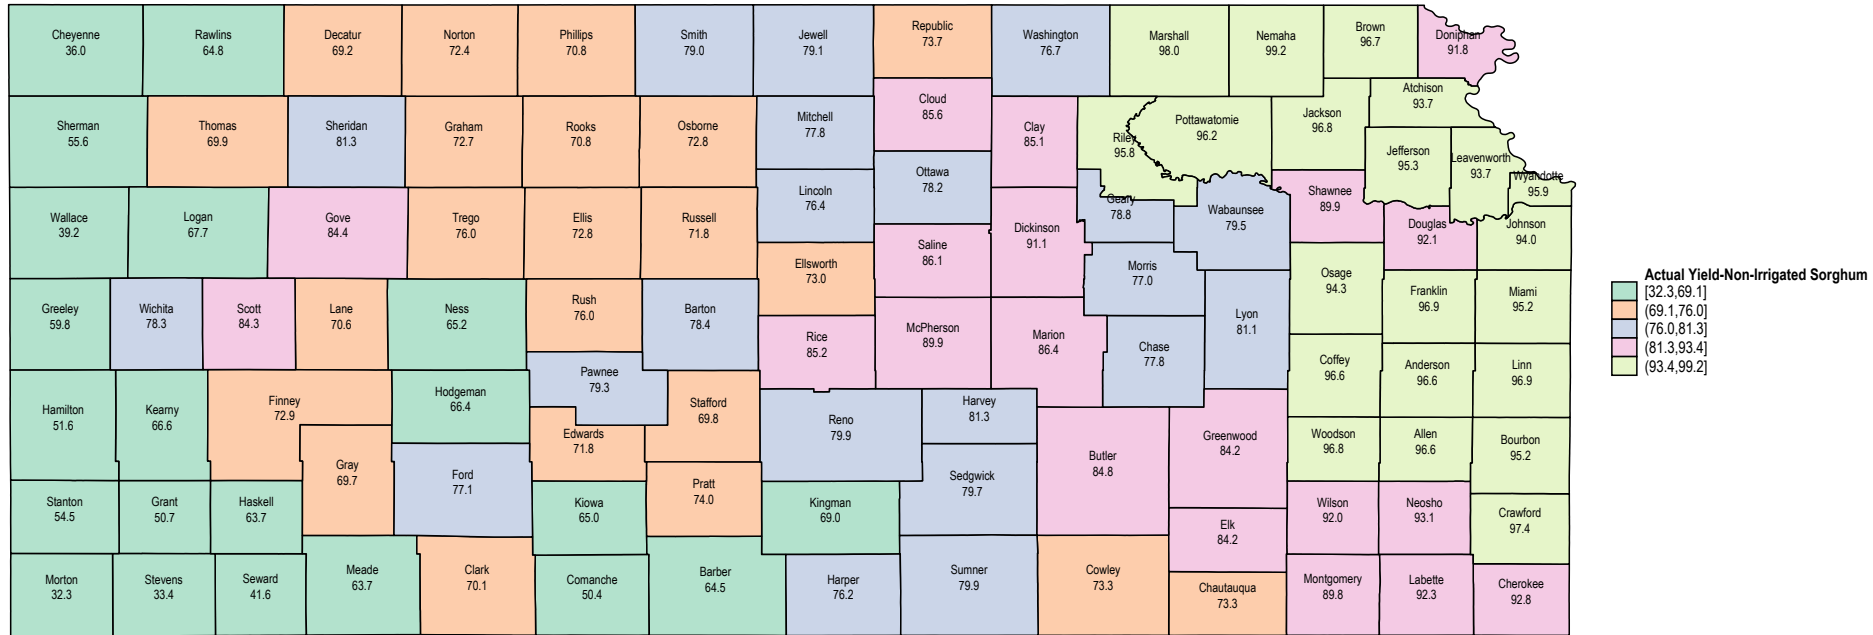 Cheyenne
36.0
Rawlins
64.8
Decatur
69.2
Norton
72.4
Phillips
70.8
Smith
79.0
Jewell
79.1
Republic
73.7
Washington
76.7
Marshall
98.0
Nemaha
99.2
Brown
96.7
Doniphan
91.8
Sherman
55.6
Thomas
69.9
Sheridan
81.3
Graham
72.7
Rooks
70.8
Osborne
72.8
Mitchell
77.8
Cloud
85.6
Clay
85.1
Riley
95.8
Pottawatomie
96.2
Jackson
96.8
Atchison
93.7
Jefferson
95.3
Leavenworth
93.7
Wyandotte
95.9
Wallace
39.2
Logan
67.7
Gove
84.4
Trego
76.0
Ellis
72.8
Russell
71.8
Lincoln
76.4
Ottawa
78.2
Saline
86.1
Dickinson
91.1
Geary
78.8
Wabaunsee
79.5
Shawnee
89.9
Douglas
92.1
Johnson
94.0
Ellsworth
73.0
Morris
77.0
Osage
94.3
Franklin
96.9
Miami
95.2
Greeley
59.8
Wichita
78.3
Scott
84.3
Lane
70.6
Ness
65.2
Rush
76.0
Barton
78.4
Rice
85.2
McPherson
89.9
Marion
86.4
Chase
77.8
Lyon
81.1
Coffey
96.6
Anderson
96.6
Linn
96.9
Hamilton
51.6
Kearny
66.6
Finney
72.9
Hodgeman
66.4
Pawnee
79.3
Stafford
69.8
Reno
79.9
Harvey
81.3
Edwards
71.8
Gray
69.7
Ford
77.1
Pratt
74.0
Sedgwick
79.7
Butler
84.8
Greenwood
84.2
Woodson
96.8
Allen
96.6
Bourbon
95.2
Stanton
54.5
Grant
50.7
Haskell
63.7
Kiowa
65.0
Kingman
69.0
Elk
84.2
Wilson
92.0
Neosho
93.1
Crawford
97.4
Morton
32.3
Stevens
33.4
Seward
41.6
Meade
63.7
Clark
70.1
Comanche
50.4
Barber
64.5
Harper
76.2
Sumner
79.9
Cowley
73.3
Chautauqua
73.3
Montgomery
89.8
Labette
92.3
Cherokee
92.8
Actual Yield-Non-Irrigated Sorghum
[32.3,69.1]
(69.1,76.0]
(76.0,81.3]
(81.3,93.4]
(93.4,99.2]